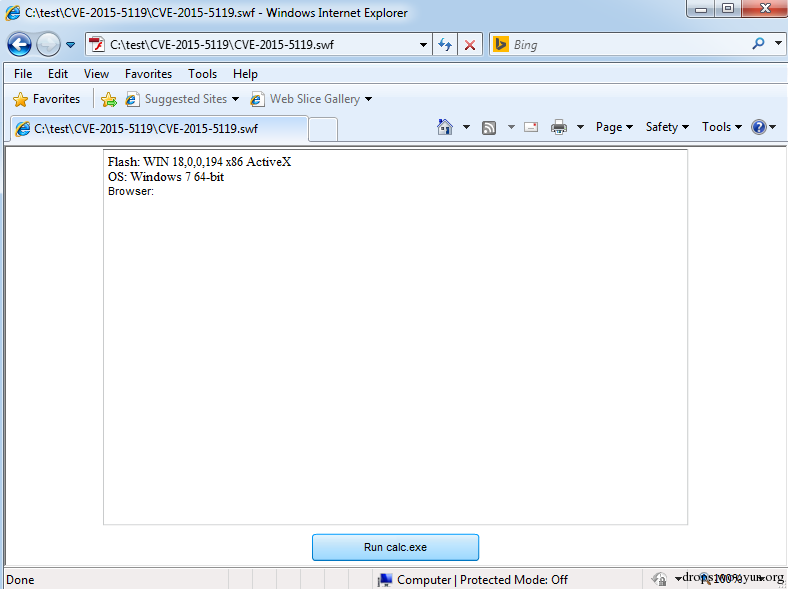 C:\test\CVE-2015-5119\CVE-2015-5119.swf - Windows Internet Explorer
C:\test\CVE-2015-5119\CVE-2015-5119.swf
Bing
File Edit View Favorites Tools Help
Favorites Suggested Sites Web Slice Gallery
C:\test\CVE-2015-5119\CVE-2015-5119.swf Page Safety Tools
Flash: WIN 18,0,0,194 x86 ActiveX
OS: Windows 7 64-bit
Browser:
Run calc.exe
Done Computer | Protected Mode: Off 100%